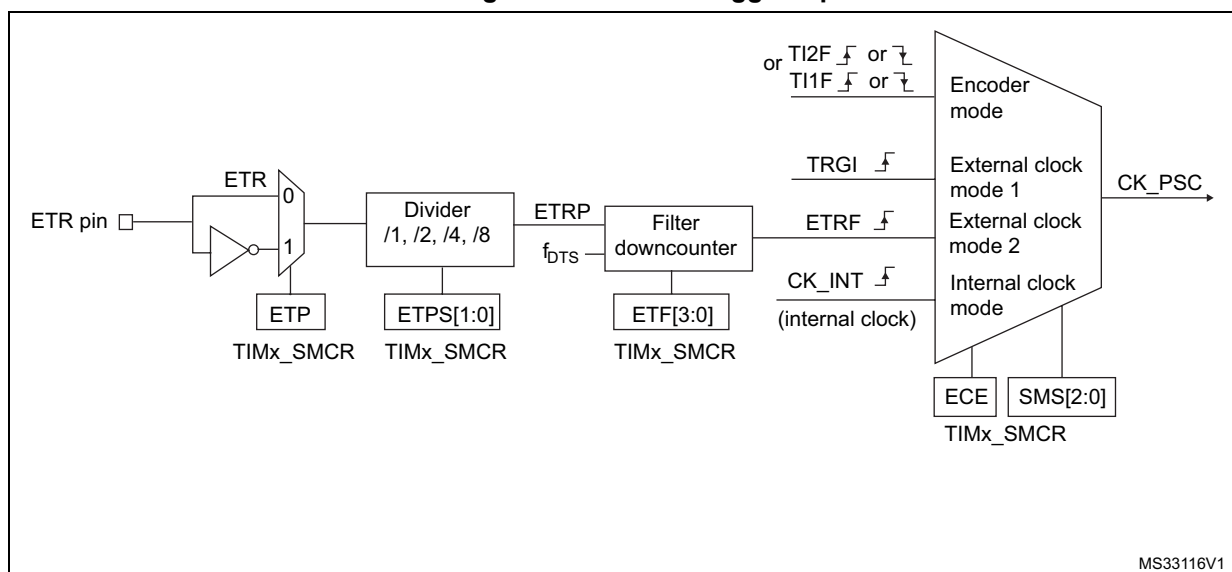 or TI2F or
TI1F or
Encoder
mode
TRGI
External clock
mode 1
CK_PSC
ETR
0
ETR pin
1
Divider
/1, /2, /4, /8
ETRP
fDTS
Filter
downcounter
ETRF
External clock
mode 2
CK_INT
(internal clock)
Internal clock
mode
ETP
TIMx_SMCR
ETPS[1:0]
TIMx_SMCR
ETF[3:0]
TIMx_SMCR
ECE
SMS[2:0]
TIMx_SMCR
MS33116V1